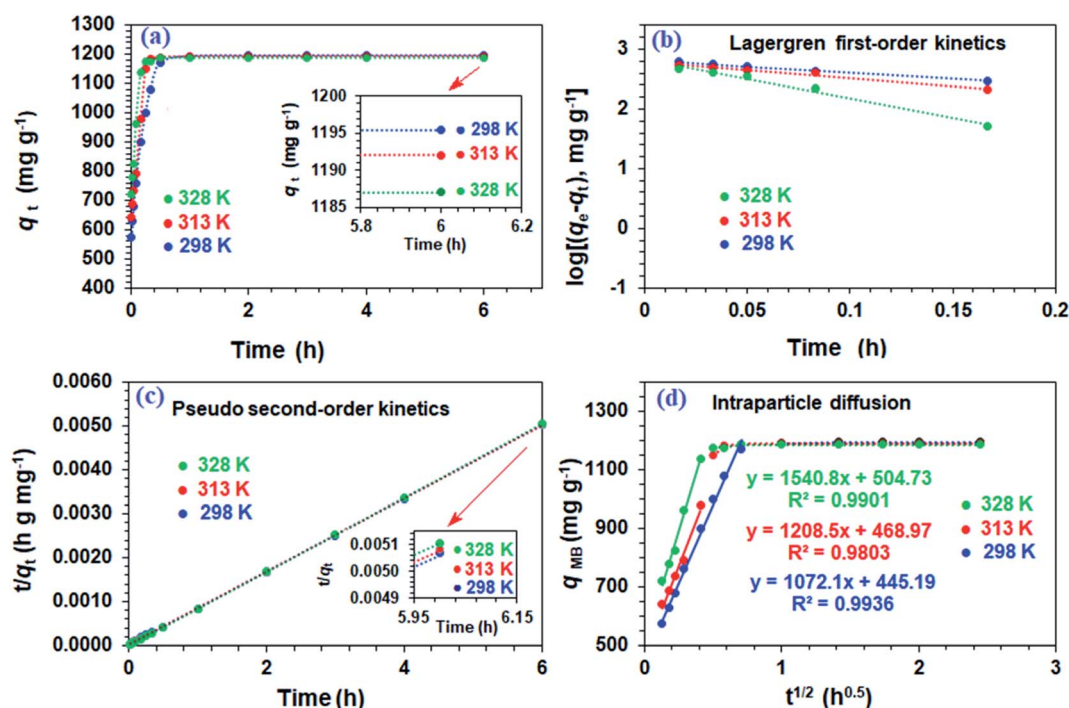 (a)
1300
1200
1100
1000
900
800
700
600
500
400
q t (mg g-1)
0 2 4 6
Time (h)
328 K
313 K
298 K
1200
1195
1190
1185
q t (mg g-1)
298 K
313 K
328 K
5.8 6 6.2
Time (h)
(b)
Lagergren first-order kinetics
3
2
1
0
-1
log[(qe-qt), mg g-1]
328 K
313 K
298 K
0 0.05 0.1 0.15 0.2
Time (h)
(c)
Pseudo second-order kinetics
0.0060
0.0050
0.0040
0.0030
0.0020
0.0010
0.0000
t/qt (h g mg-1)
328 K
313 K
298 K
0.0051
0.0050
0.0049
t/qt
328 K
313 K
298 K
5.95 6.15
Time (h)
0 2 4 6
Time (h)
(d)
Intraparticle diffusion
1300
1100
900
700
500
q MB (mg g-1)
y = 1540.8x + 504.73
R² = 0.9901
y = 1208.5x + 468.97
R² = 0.9803
y = 1072.1x + 445.19
R² = 0.9936
328 K
313 K
298 K
0 1 2 3
t1/2 (h0.5)